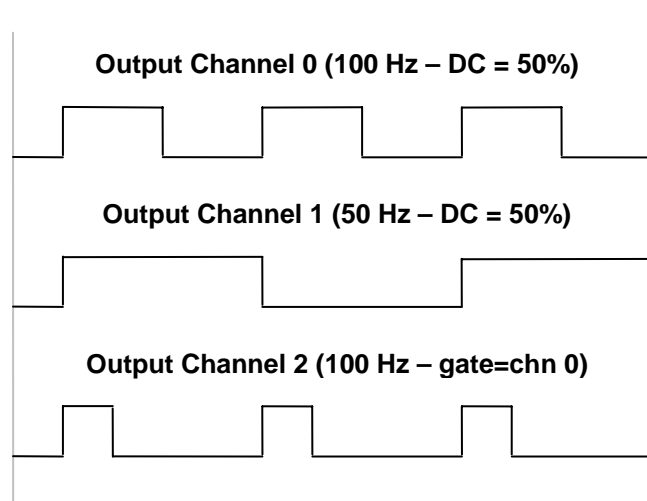 Output Channel 0 (100 Hz – DC = 50%)
Output Channel 1 (50 Hz – DC = 50%)
Output Channel 2 (100 Hz – gate=chn 0)